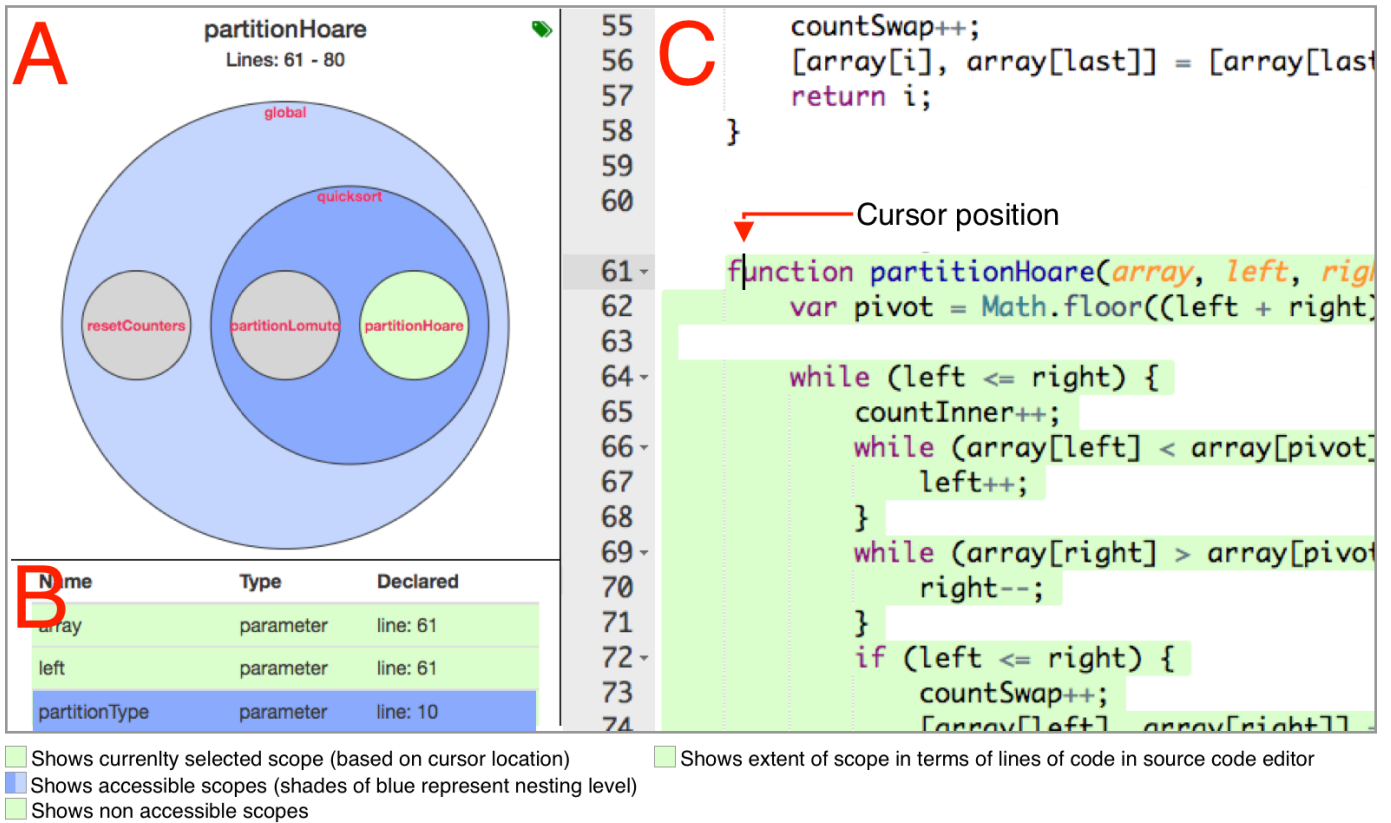 A
partitionHoare
Lines: 61 - 80
global
quicksort
resetCounters
partitionLomuto
partitionHoare
B
Name Type Declared
array parameter line: 61
left parameter line: 61
partitionType parameter line: 10
C
55 countSwap++;
56 [array[i], array[last]] = [array[last
57 return i;
58 }
59
60
Cursor position
61 function partitionHoare(array, left, righ
62 var pivot = Math.floor((left + right)
63
64 while (left <= right) {
65 countInner++;
66 while (array[left] < array[pivot]
67 left++;
68 }
69 while (array[right] > array[pivot
70 right--;
71 }
72 if (left <= right) {
73 countSwap++;
74 [array[left], array[right]] =
Shows currenlty selected scope (based on cursor location)
Shows accessible scopes (shades of blue represent nesting level)
Shows non accessible scopes
Shows extent of scope in terms of lines of code in source code editor